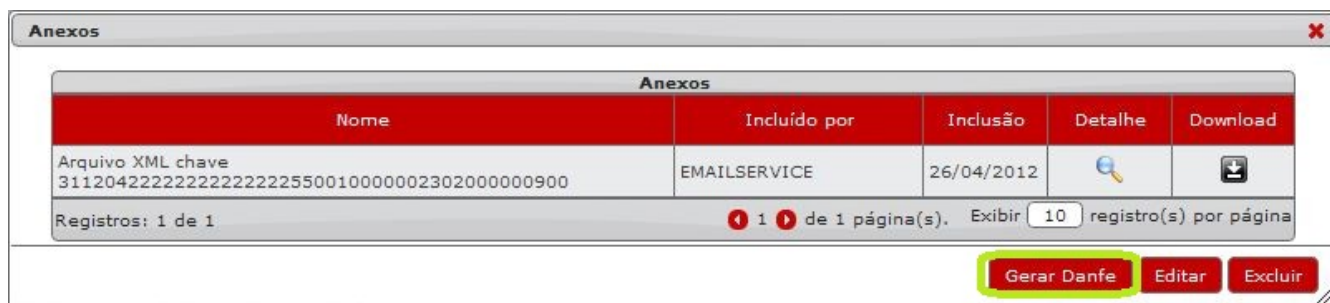 Anexos
Anexos
Nome Incluído por Inclusão Detalhe Download
Arquivo XML chave
31120422222222222222550010000002302000000900 EMAILSERVICE 26/04/2012
Registros: 1 de 1 1 de 1 página(s). Exibir 10 registro(s) por página
Gerar Danfe Editar Excluir